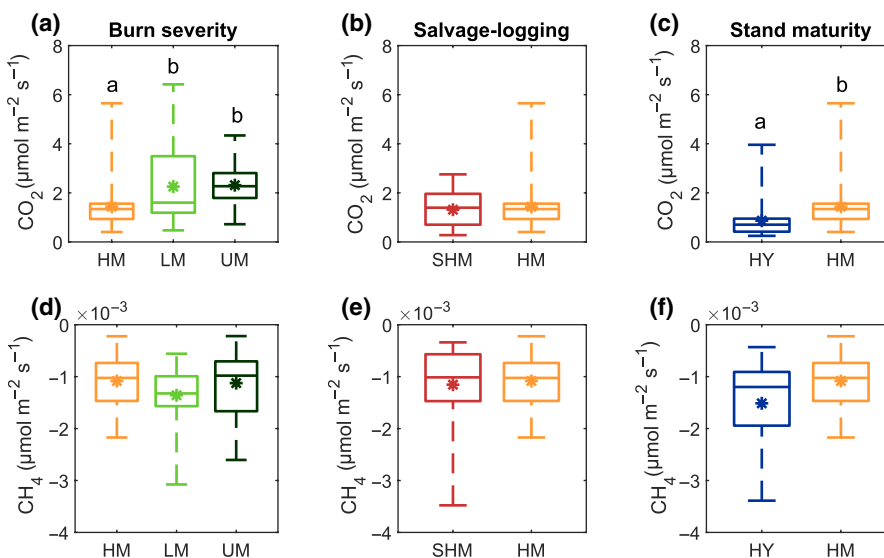 (a) Burn severity
(b) Salvage-logging
(c) Stand maturity
8
6
4
2
0
CO₂ (μmol m⁻² s⁻¹)
a
b
b
HM LM UM
8
6
4
2
0
CO₂ (μmol m⁻² s⁻¹)
SHM HM
8
6
4
2
0
CO₂ (μmol m⁻² s⁻¹)
a
b
HY HM
(d) ×10⁻³
0
−1
−2
−3
−4
CH₄ (μmol m⁻² s⁻¹)
HM LM UM
(e) ×10⁻³
0
−1
−2
−3
−4
CH₄ (μmol m⁻² s⁻¹)
SHM HM
(f) ×10⁻³
0
−1
−2
−3
−4
CH₄ (μmol m⁻² s⁻¹)
HY HM